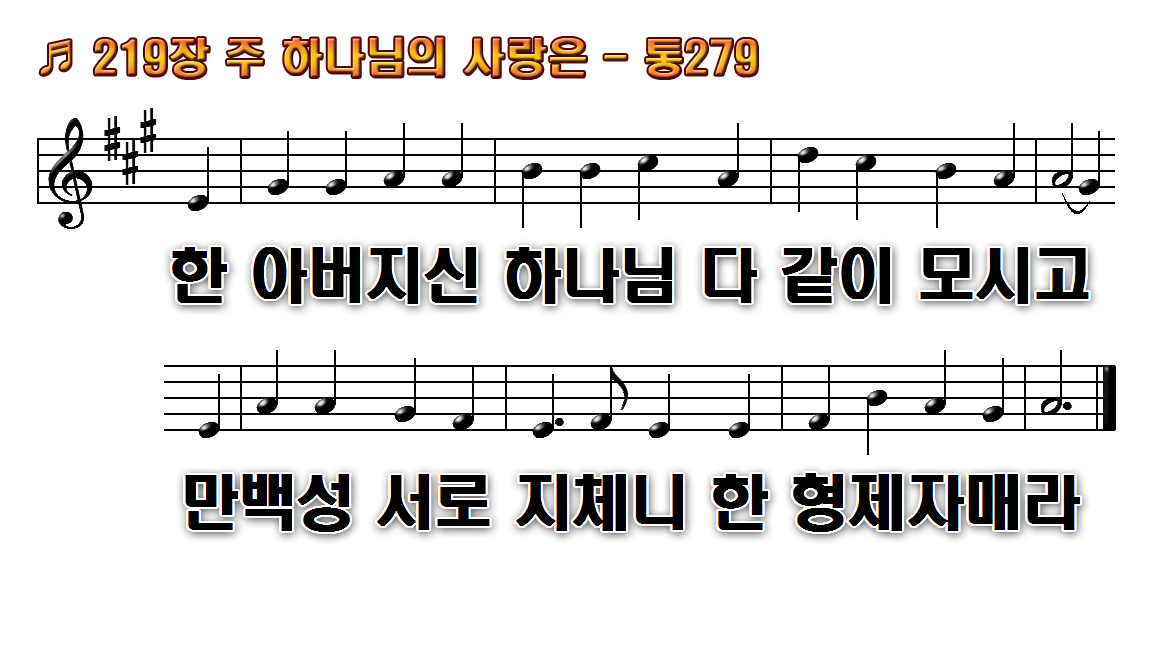 ♬ 219장 주 하나님의 사랑은 - 통279
한 아버지신 하나님 다 같이 모시고
만백성 서로 지체니 한 형제자매라